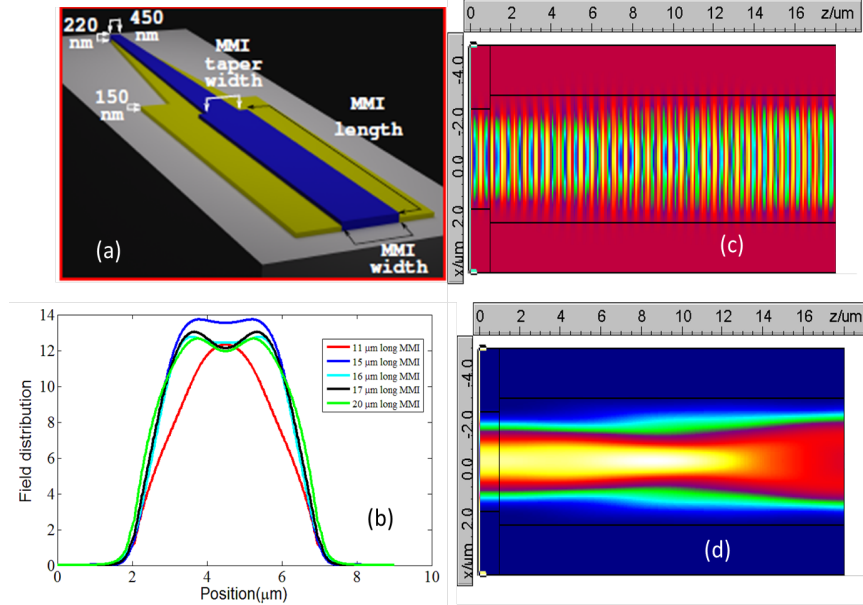 220
nm
450
nm
MMI
taper
width
150
nm
MMI
length
MMI
width
(a)
0 2 4 6 8 10 12 14 16 z/um
-4.0
-2.0
0.0
2.0
x/um
(c)
14
12
10
8
6
4
2
0
0 2 4 6 8 10
Field distribution
Position(μm)
11 μm long MMI
15 μm long MMI
16 μm long MMI
17 μm long MMI
20 μm long MMI
(b)
0 2 4 6 8 10 12 14 16 z/um
-4.0
-2.0
0.0
2.0
x/um
(d)